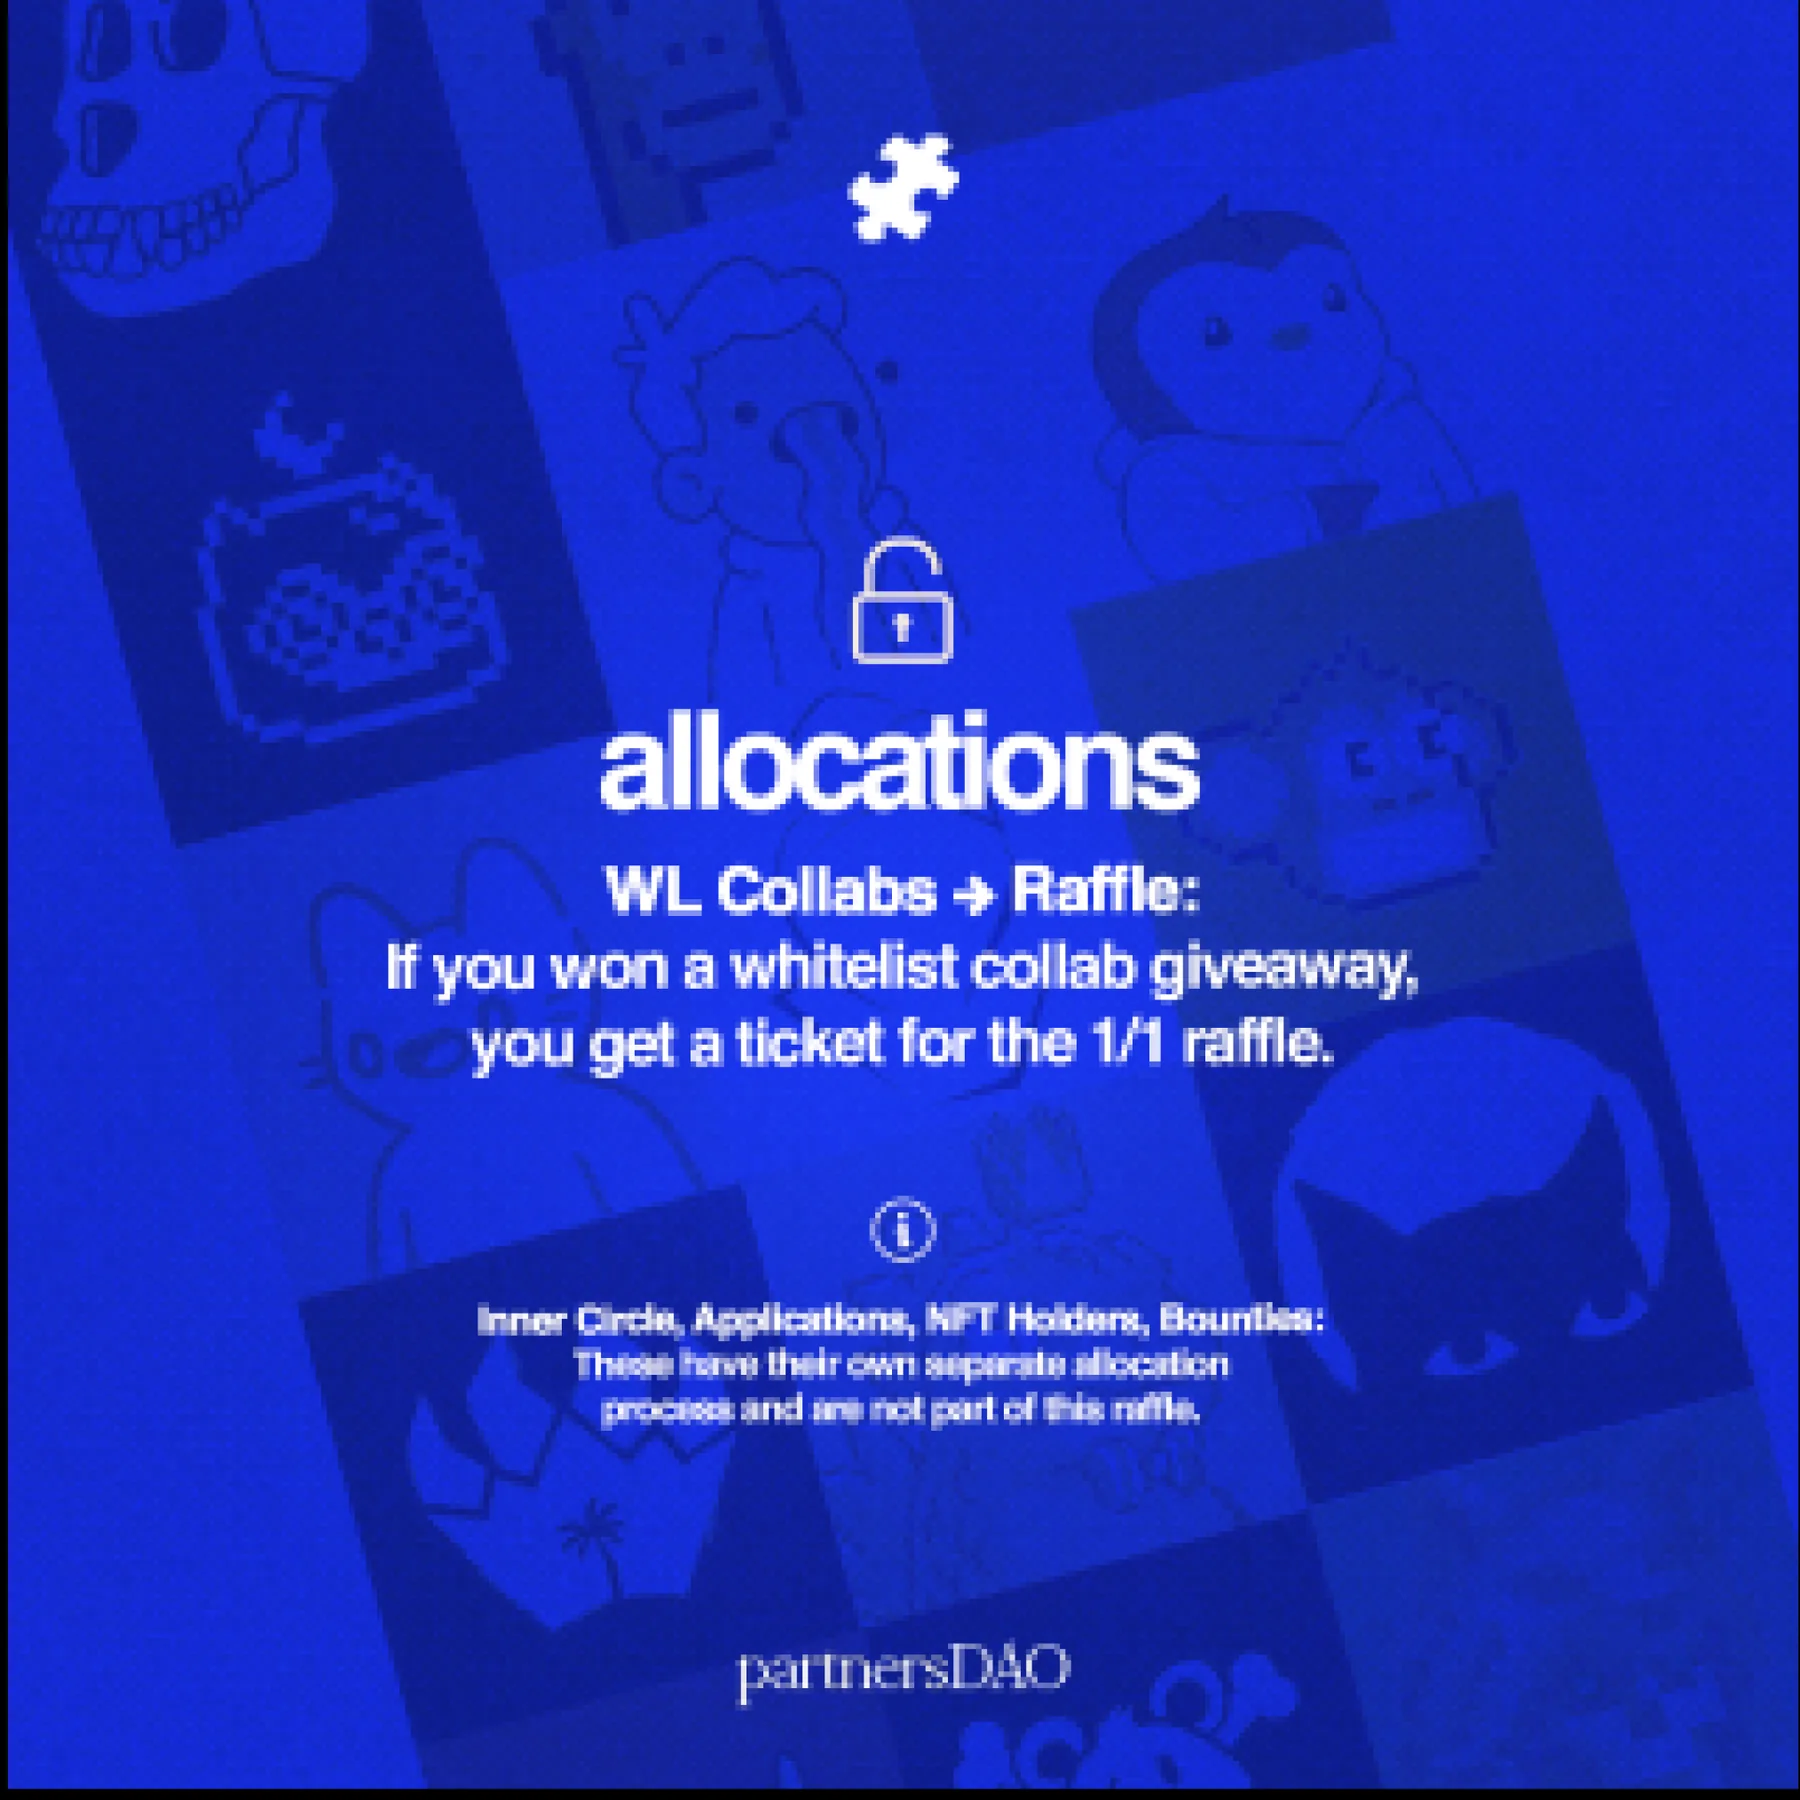 allocations
WL Collabs → Raffle:
If you won a whitelist collab giveaway,
you get a ticket for the 1/1 raffle.
Inner Circle, Applications, NFT Holders, Bounties:
These have their own separate allocation
process and are not part of this raffle.
partnersDAO